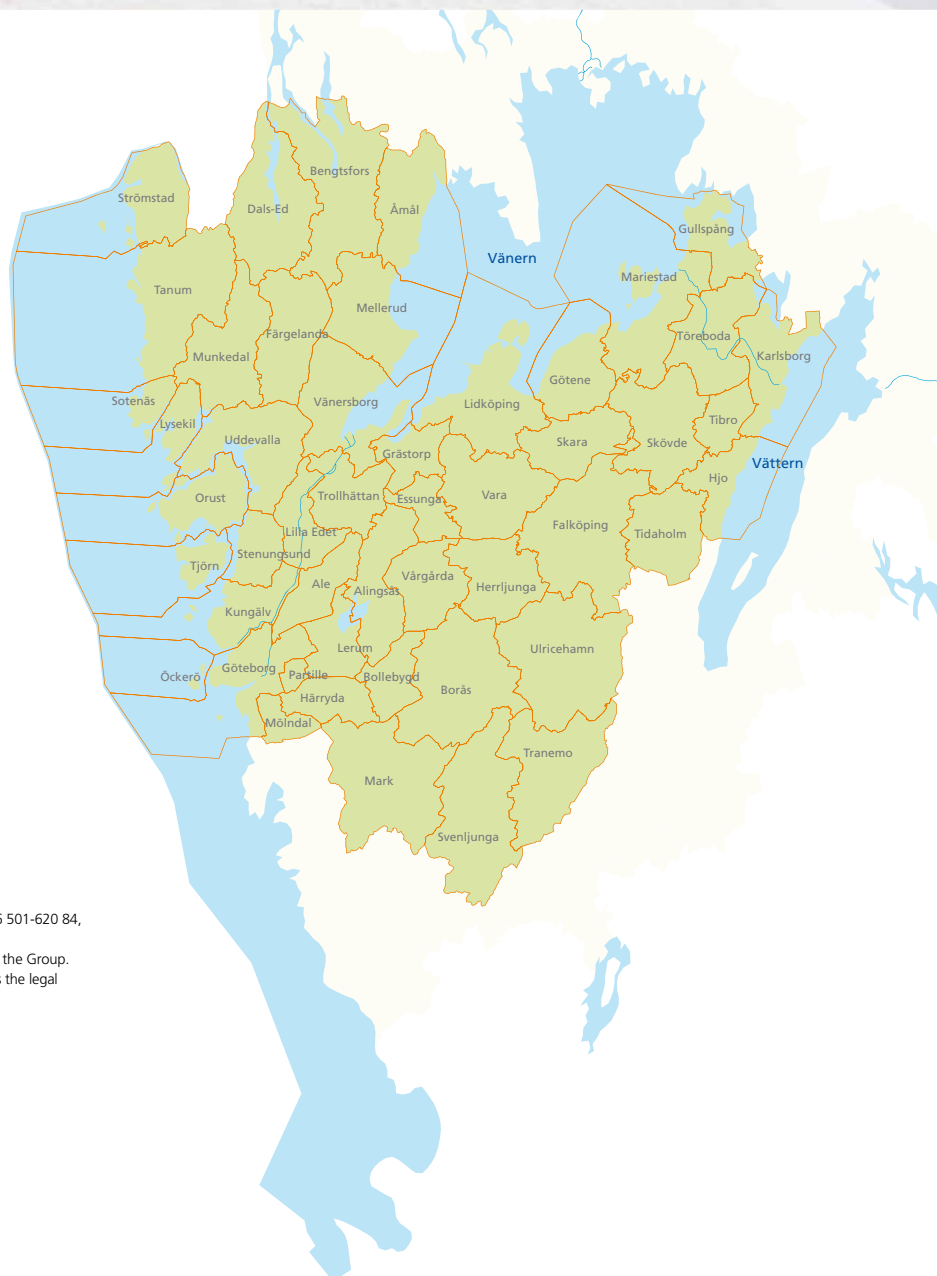 Bengtsfors
Strömstad
Dals-Ed
Åmål
Gullspång
Vänern
Mariestad
Tanum
Mellerud
Färgelanda
Töreboda
Munkedal
Karlsborg
Götene
Sotenäs
Vänersborg
Lidköping
Lysekil
Tibro
Uddevalla
Skara
Skövde
Grästorp
Vättern
Hjo
Trollhättan
Essunga
Vara
Orust
Falköping
Lilla Edet
Tidaholm
Stenungsund
Tjörn
Vårgårda
Ale
Alingsås
Herrljunga
Kungälv
Lerum
Ulricehamn
Göteborg
Partille
Bollebygd
Öckerö
Borås
Härryda
Mölndal
Tranemo
Mark
Svenljunga
501-620 84,
the Group.
the legal